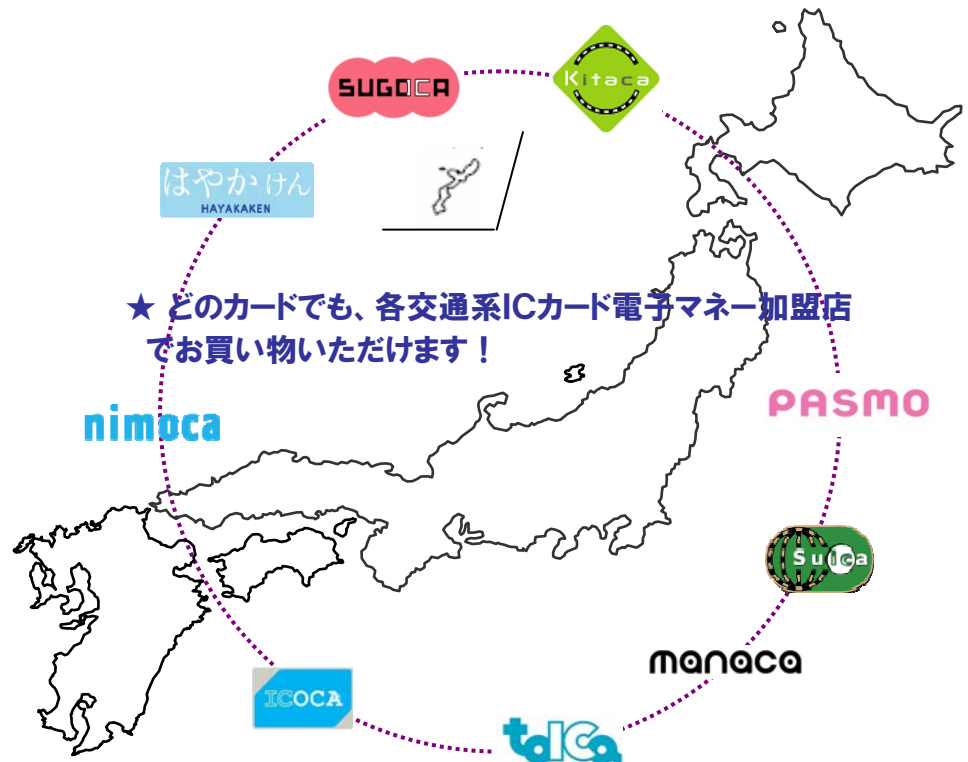 SUGOCA
Kitaca
はやかけん
HAYAKAKEN
★ どのカードでも、各交通系ICカード電子マネー加盟店
でお買い物いただけます！
PASMO
nimoca
Suica
manaca
ICOCA
toICa